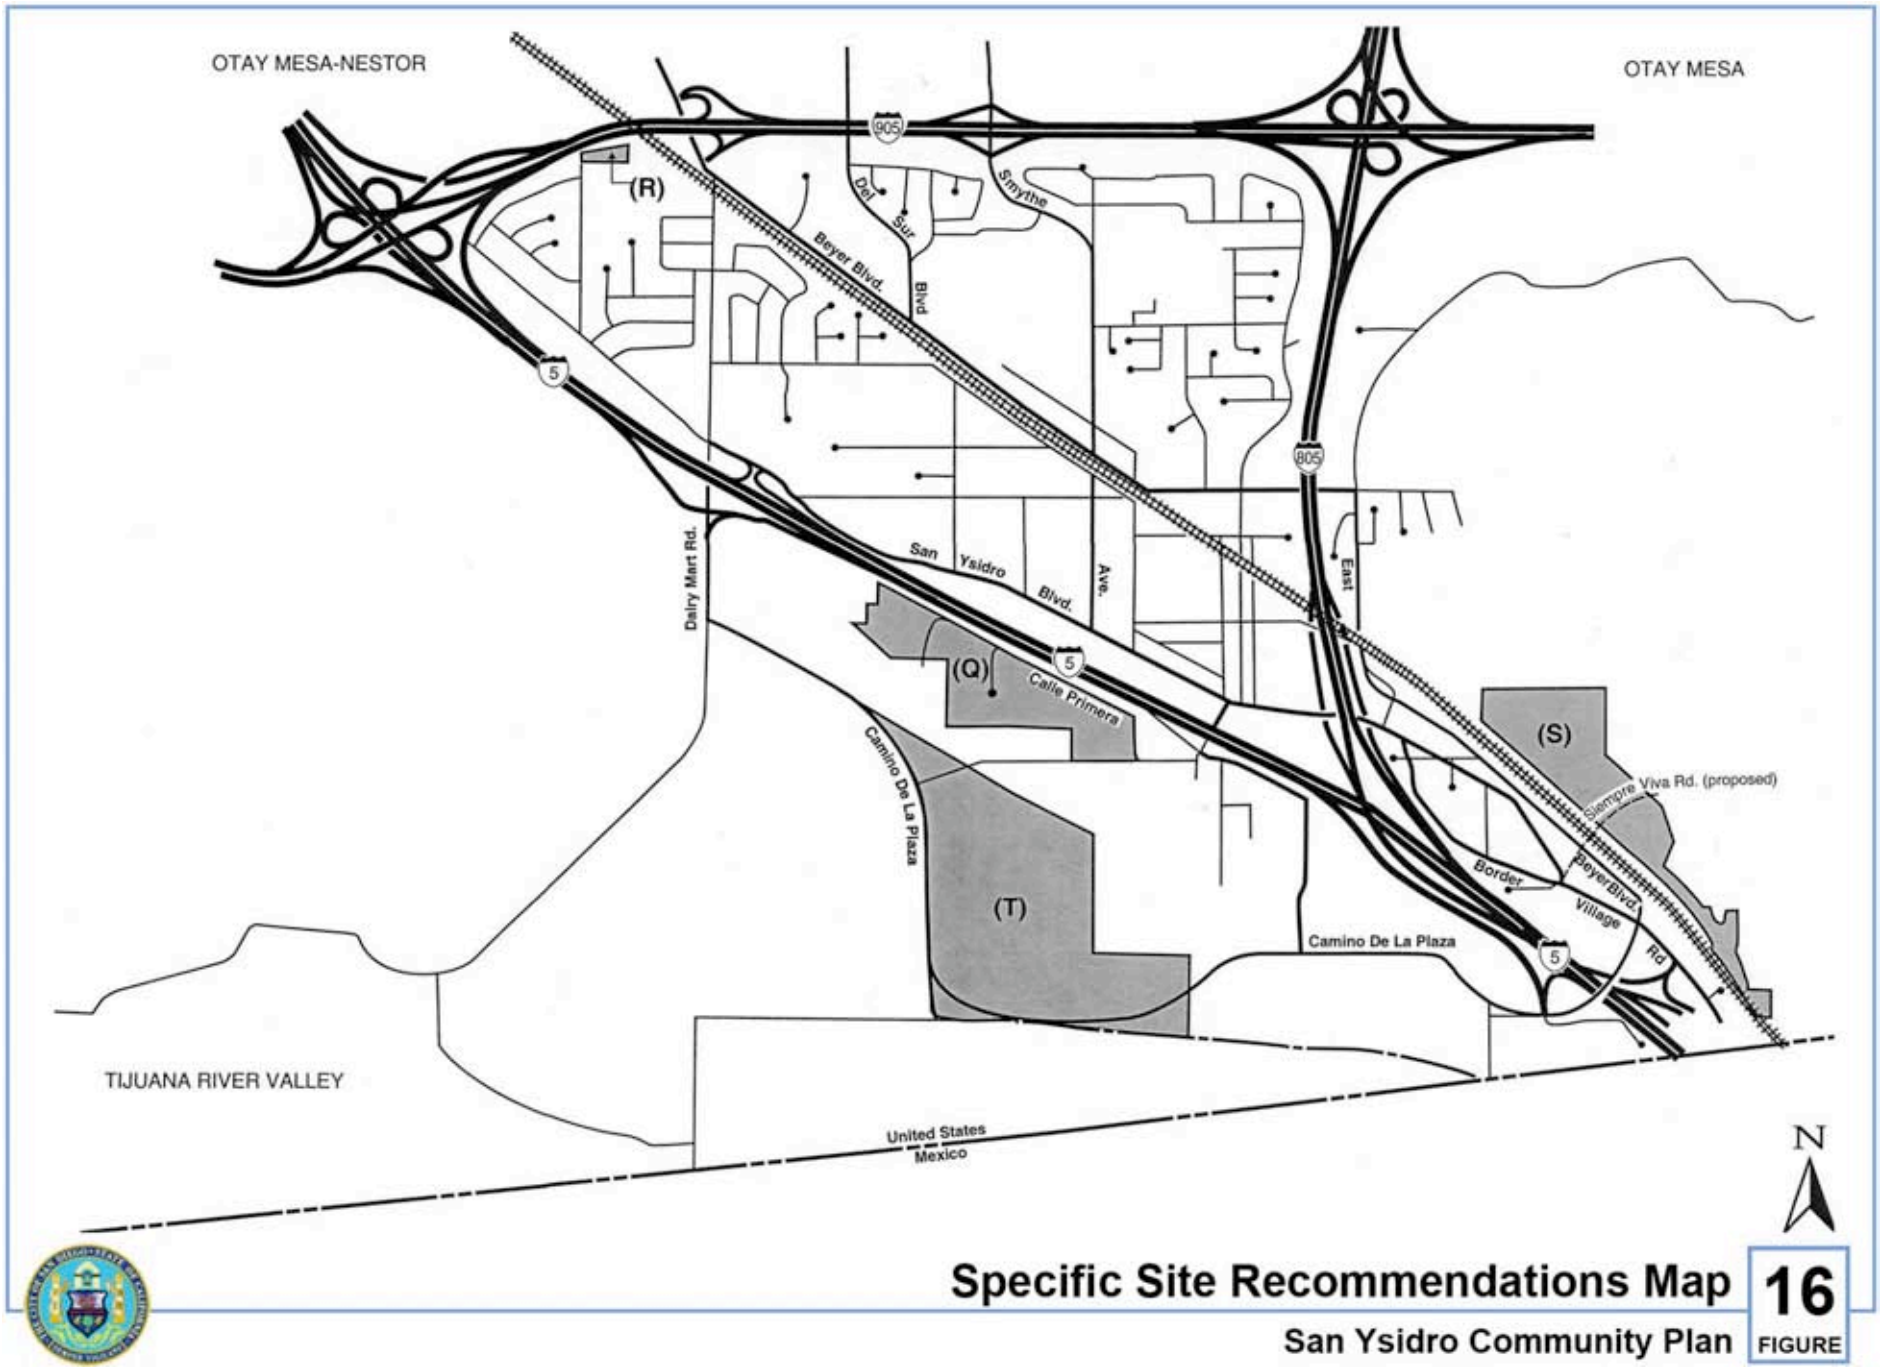 OTAY MESA-NESTOR
OTAY MESA
905
(R)
Del Sur Blvd
Smythe
Beyer Blvd.
5
805
Dairy Mart Rd.
San Ysidro Blvd.
Ave.
East
(Q)
5
Calle Primera
(S)
Camino De La Plaza
Siempre Viva Rd. (proposed)
(T)
Border Village Rd
Beyer Blvd.
Camino De La Plaza
5
TIJUANA RIVER VALLEY
United States
Mexico
N
Specific Site Recommendations Map
16
San Ysidro Community Plan
FIGURE